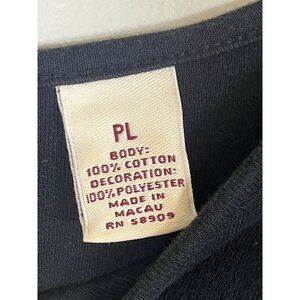 PL
BODY:
100% COTTON
DECORATION:
100% POLYESTER
MADE IN
MACAU
RN 58909